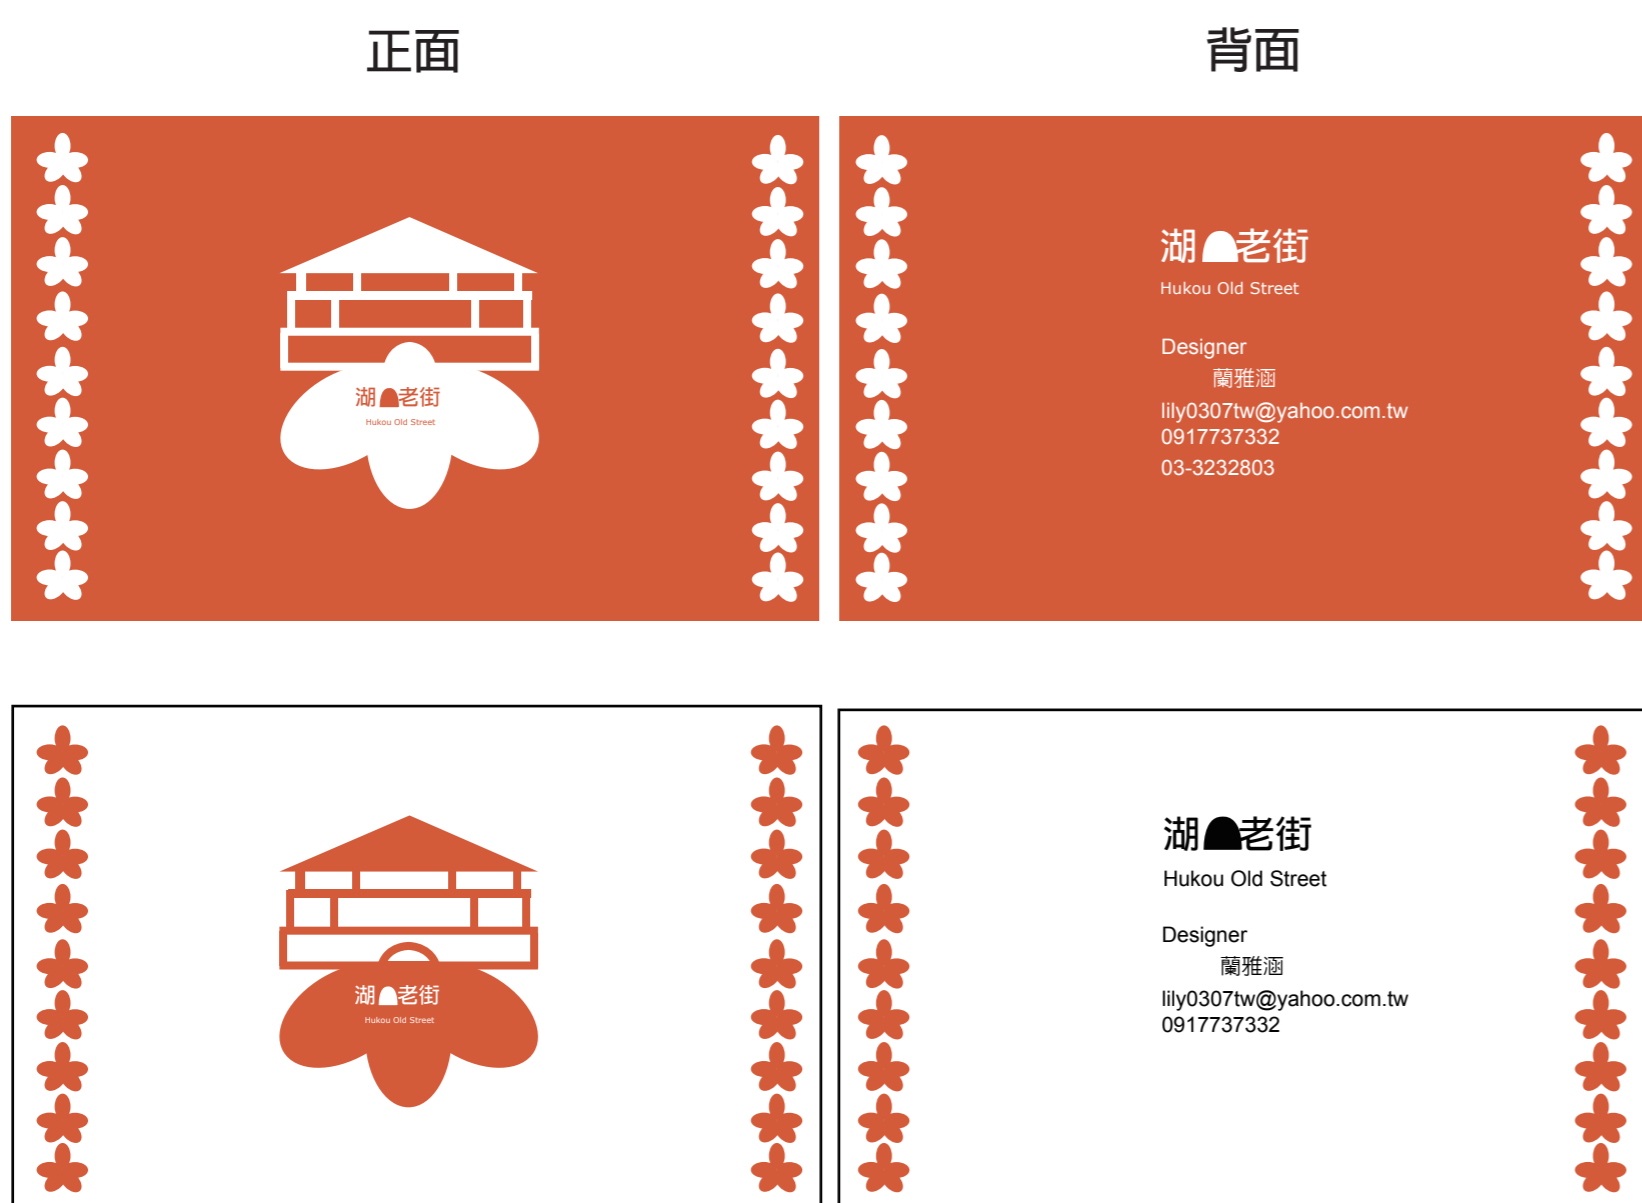 正面
背面
湖口老街
Hukou Old Street
湖口老街
Hukou Old Street
Designer
蘭雅涵
lily0307tw@yahoo.com.tw
0917737332
03-3232803
湖口老街
Hukou Old Street
湖口老街
Hukou Old Street
Designer
蘭雅涵
lily0307tw@yahoo.com.tw
0917737332